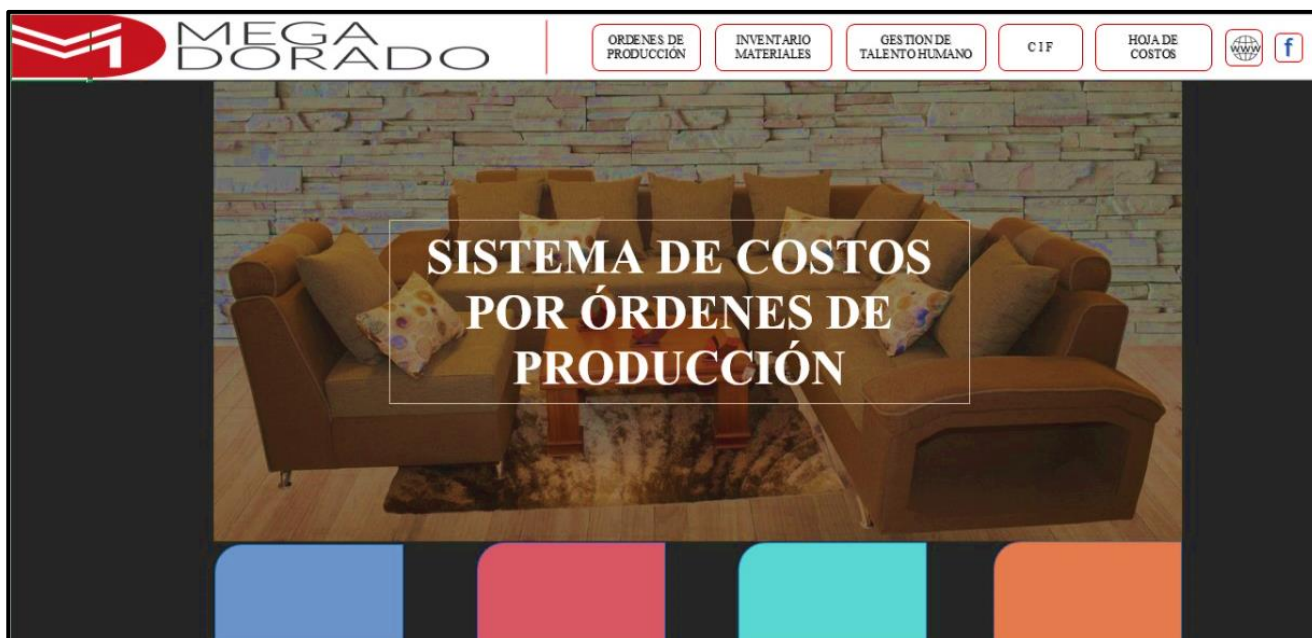 MEGA
DORADO
ORDENES DE
PRODUCCIÓN
INVENTARIO
MATERIALES
GESTION DE
TALENTO HUMANO
C I F
HOJA DE
COSTOS
WWW
f
SISTEMA DE COSTOS
POR ÓRDENES DE
PRODUCCIÓN